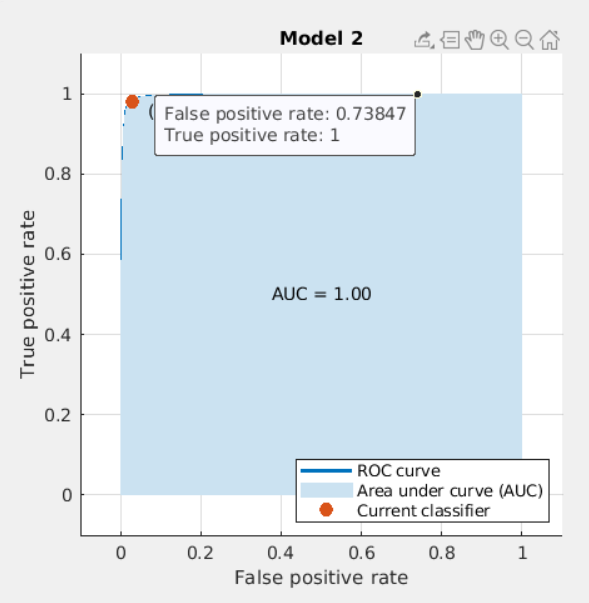 Model 2
1
0.8
0.6
0.4
0.2
0
True positive rate
(
False positive rate: 0.73847
True positive rate: 1
AUC = 1.00
ROC curve
Area under curve (AUC)
Current classifier
0 0.2 0.4 0.6 0.8 1
False positive rate